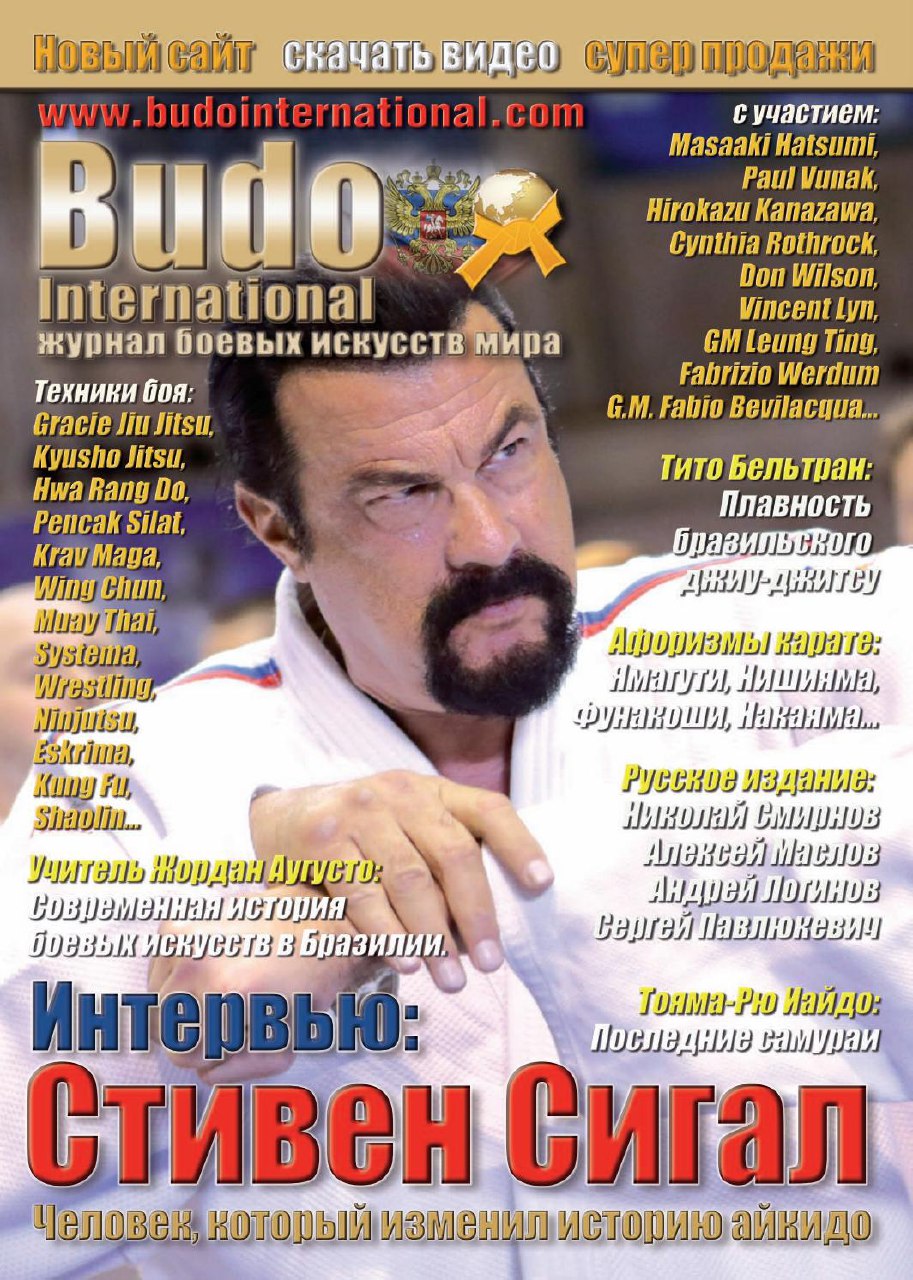 Новый сайт скачать видео супер продажи
www.budointernational.com
Budo
International
журнал боевых искусств мира
с участием:
Masaaki Hatsumi,
Paul Vunak,
Hirokazu Kanazawa,
Cynthia Rothrock,
Don Wilson,
Vincent Lyn,
GM Leung Ting,
Fabrizio Werdum
G.M. Fabio Bevilacqua...
Техники боя:
Gracie Jiu Jitsu,
Kyusho Jitsu,
Hwa Rang Do,
Pencak Silat,
Krav Maga,
Wing Chun,
Muay Thai,
Systema,
Wrestling,
Ninjutsu,
Eskrima,
Kung Fu,
Shaolin...
Тито Бельтран:
Плавность
бразильского
джиу-джитсу
Афоризмы карате:
Ямагути, Нишияма,
Фунакоши, Накаяма...
Русское издание:
Николай Смирнов
Алексей Маслов
Андрей Логинов
Сергей Павлюкевич
Учитель Жордан Аугусто:
Современная история
боевых искусств в Бразилии.
Тояма-Рю Иайдо:
Последние самураи
Интервью:
Стивен Сигал
Человек, который изменил историю айкидо